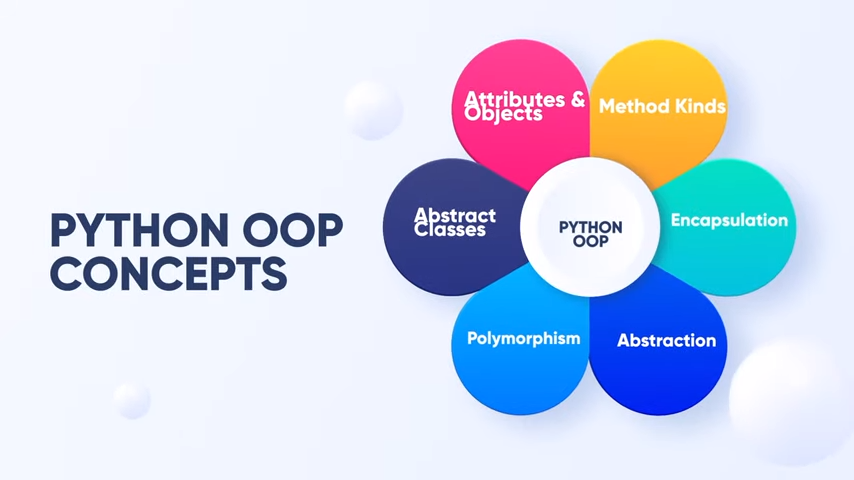 PYTHON OOP
CONCEPTS
Attributes &
Objects
Method Kinds
Abstract
Classes
PYTHON
OOP
Encapsulation
Polymorphism
Abstraction